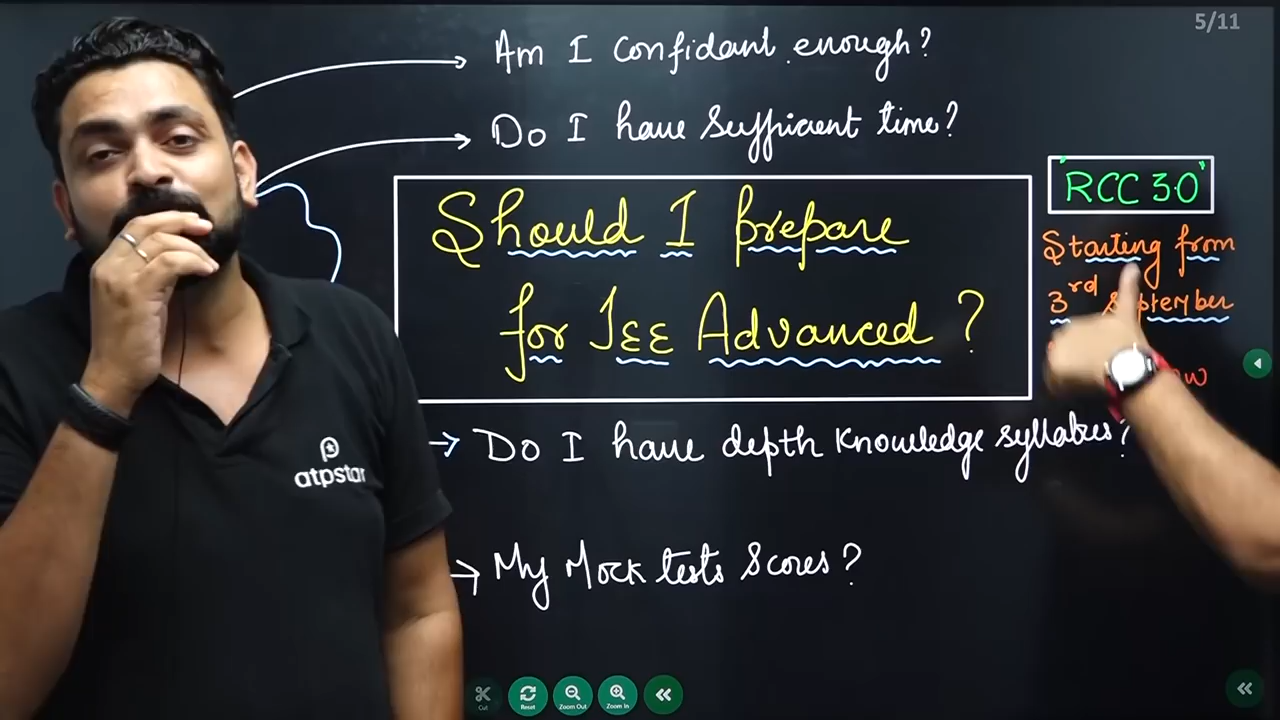 5/11
Am I confidant enough?
Do I have sufficient time?
Should I prepare
for JEE Advanced ?
'RCC 3.0'
Starting from
3rd September
Do I have depth knowledge syllabus?
My Mock tests Scores?
atpstar
Cut
Reset
Zoom Out
Zoom In